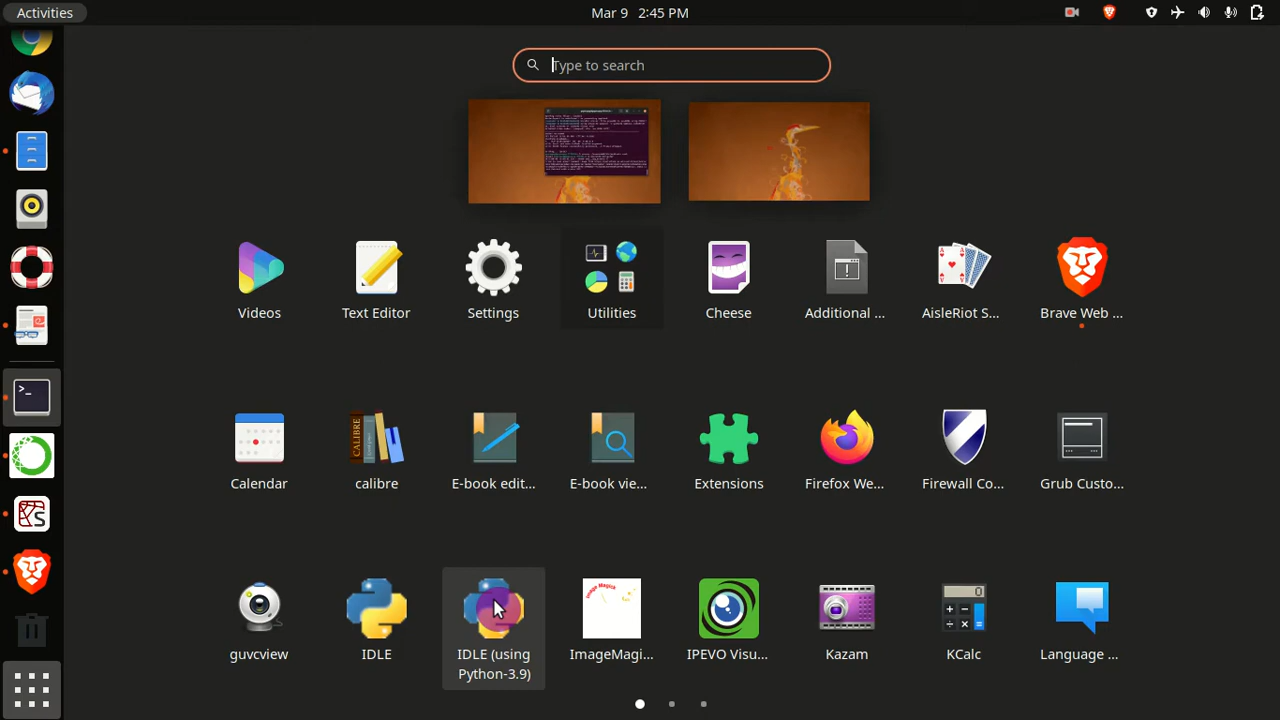 Activities
Mar 9 2:45 PM
Type to search
Videos
Text Editor
Settings
Utilities
Cheese
Additional ...
AisleRiot S...
Brave Web ...
CALIBRE
Calendar
calibre
E-book edit...
E-book vie...
Extensions
Firefox We...
Firewall Co...
Grub Custo...
guvcview
IDLE
IDLE (using
Python-3.9)
ImageMagi...
IPEVO Visu...
Kazam
KCalc
Language ...